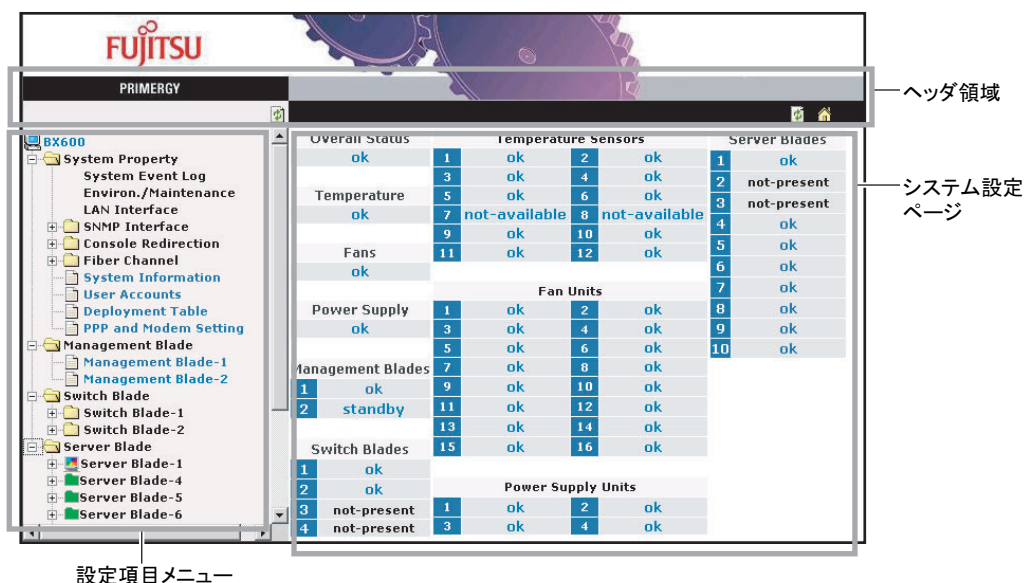 FUJITSU
PRIMERGY
ヘッダ領域
BX600
System Property
System Event Log
Environ./Maintenance
LAN Interface
SNMP Interface
Console Redirection
Fiber Channel
System Information
User Accounts
Deployment Table
PPP and Modem Setting
Management Blade
Management Blade-1
Management Blade-2
Switch Blade
Switch Blade-1
Switch Blade-2
Server Blade
Server Blade-1
Server Blade-4
Server Blade-5
Server Blade-6
設定項目メニュー
Overall Status
ok
Temperature
ok
Fans
ok
Power Supply
ok
Management Blades
1 ok
2 standby
Switch Blades
1 ok
2 ok
3 not-present
4 not-present
Temperature Sensors
1 ok 2 ok
3 ok 4 ok
5 ok 6 ok
7 not-available 8 not-available
9 ok 10 ok
11 ok 12 ok
Fan Units
1 ok 2 ok
3 ok 4 ok
5 ok 6 ok
7 ok 8 ok
9 ok 10 ok
11 ok 12 ok
13 ok 14 ok
15 ok 16 ok
Power Supply Units
1 ok 2 ok
3 ok 4 ok
Server Blades
1 ok
2 not-present
3 not-present
4 ok
5 ok
6 ok
7 ok
8 ok
9 ok
10 ok
システム設定
ページ